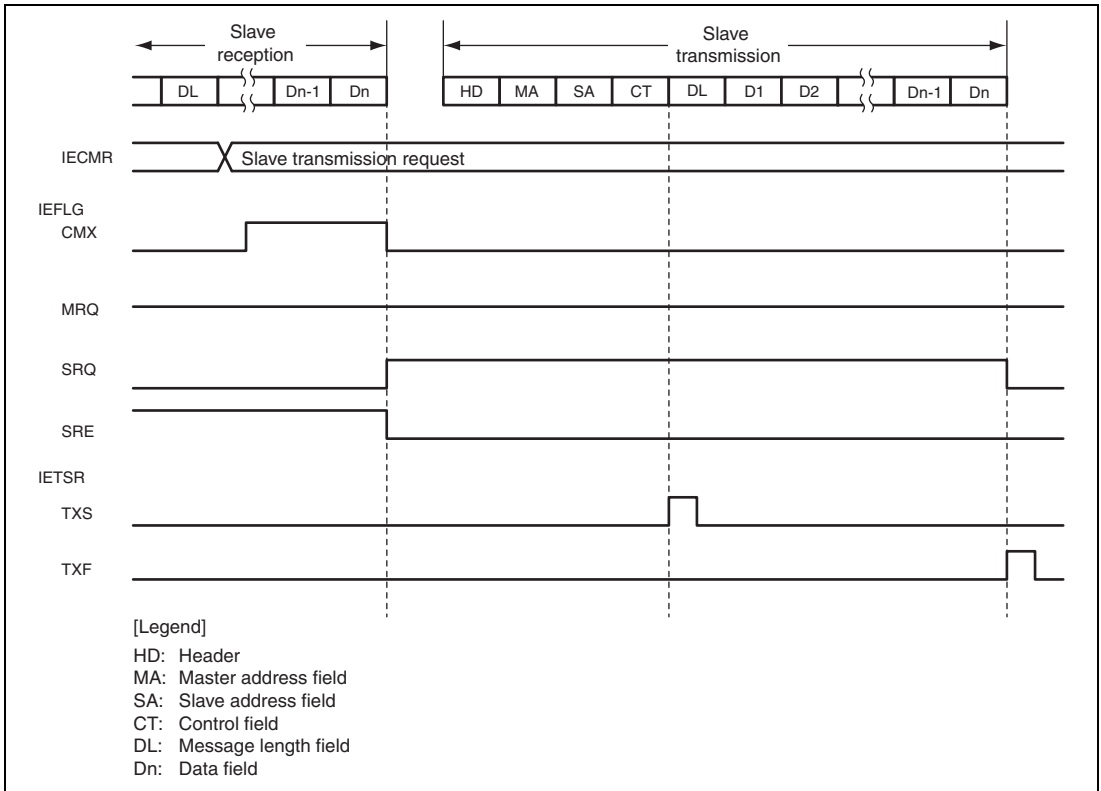 Slave
reception
Slave
transmission
DL Dn-1 Dn HD MA SA CT DL D1 D2 Dn-1 Dn
IECMR Slave transmission request
IEFLG
CMX
MRQ
SRQ
SRE
IETSR
TXS
TXF
[Legend]
HD: Header
MA: Master address field
SA: Slave address field
CT: Control field
DL: Message length field
Dn: Data field